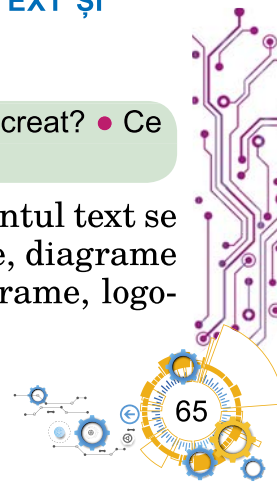 EXT ȘI
creat? ● Ce
ntul text se
e, diagrame
rame, logo-
65